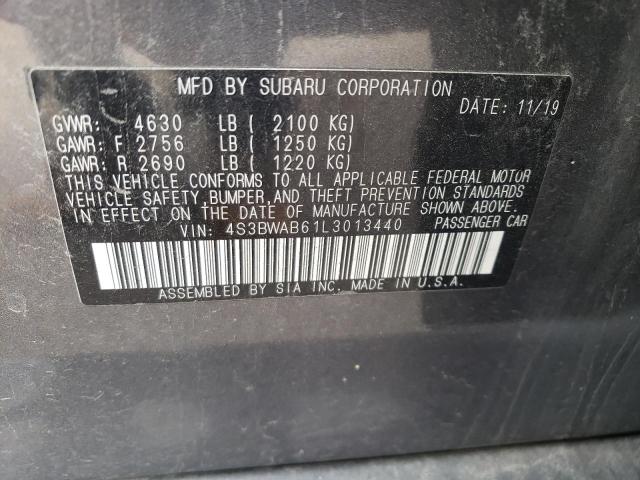 MFD BY SUBARU CORPORATION
DATE: 11/19
GVWR: 4630 LB ( 2100 KG)
GAWR: F 2756 LB ( 1250 KG)
GAWR: R 2690 LB ( 1220 KG)
THIS VEHICLE CONFORMS TO ALL APPLICABLE FEDERAL MOTOR
VEHICLE SAFETY, BUMPER, AND THEFT PREVENTION STANDARDS
IN EFFECT ON THE DATE OF MANUFACTURE SHOWN ABOVE.
VIN: 4S3BWAB61L3013440 PASSENGER CAR
ASSEMBLED BY SIA INC. MADE IN U.S.A.